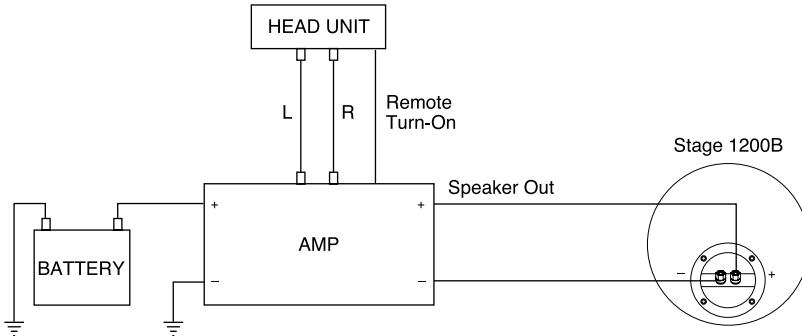 HEAD UNIT
L
R
Remote
Turn-On
Stage 1200B
Speaker Out
+
+
AMP
BATTERY
–
–
–
+